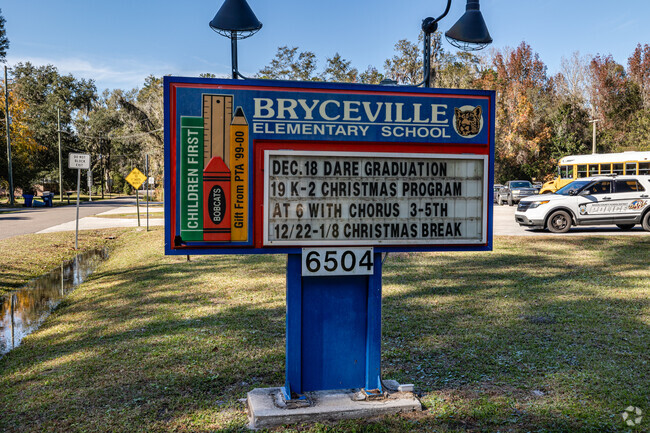 BRYCEVILLE
ELEMENTARY SCHOOL
CHILDREN FIRST
BOBCATS
Gift From PTA '99-00
DEC.18 DARE GRADUATION
19 K-2 CHRISTMAS PROGRAM
AT 6 WITH CHORUS 3-5TH
12/22-1/8 CHRISTMAS BREAK
6504